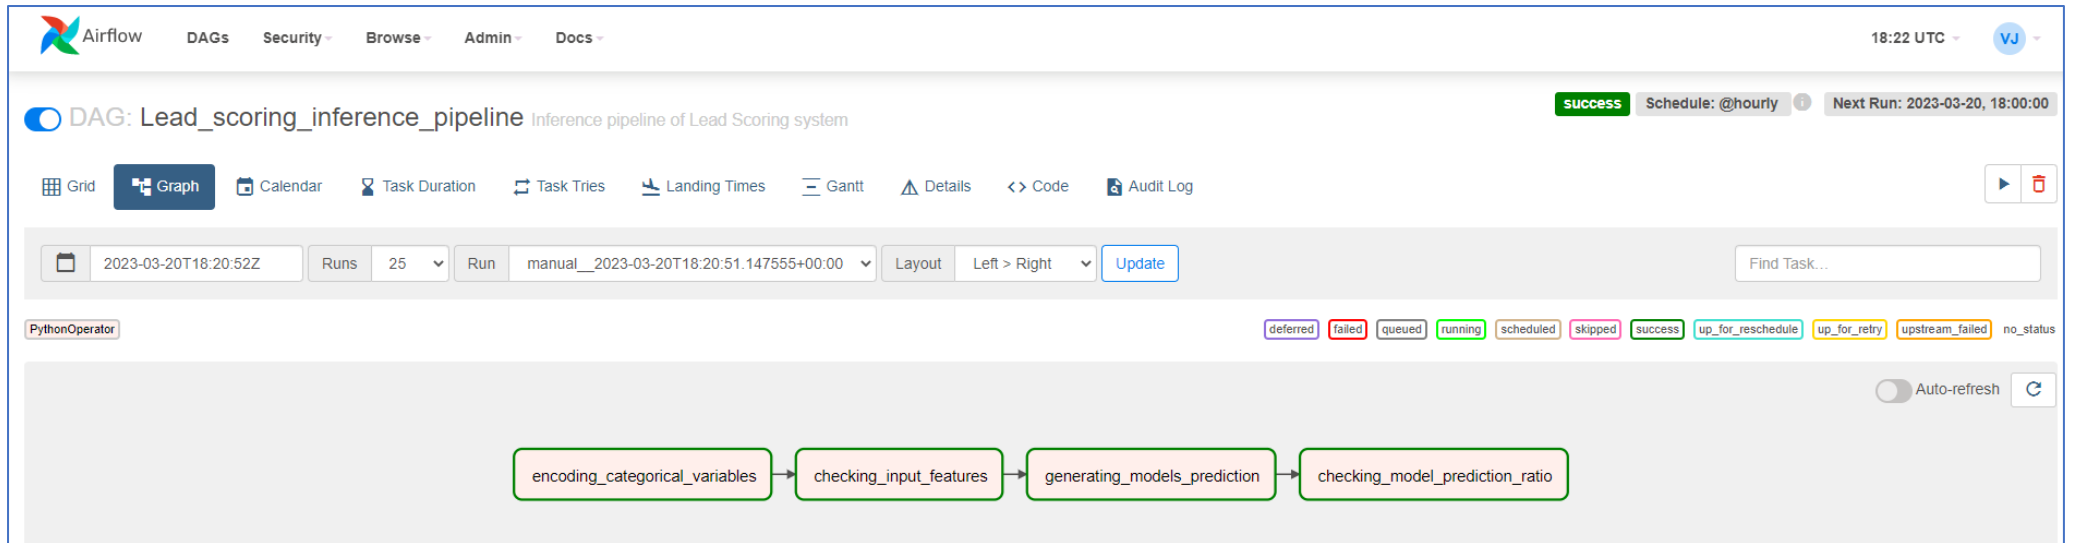 Airflow DAGs Security Browse Admin Docs 18:22 UTC VJ
DAG: Lead_scoring_inference_pipeline Inference pipeline of Lead Scoring system success Schedule: @hourly i Next Run: 2023-03-20, 18:00:00
Grid Graph Calendar Task Duration Task Tries Landing Times Gantt Details <> Code Audit Log
2023-03-20T18:20:52Z Runs 25 Run manual__2023-03-20T18:20:51.147555+00:00 Layout Left > Right Update Find Task...
PythonOperator deferred failed queued running scheduled skipped success up_for_reschedule up_for_retry upstream_failed no_status
Auto-refresh
encoding_categorical_variables checking_input_features generating_models_prediction checking_model_prediction_ratio